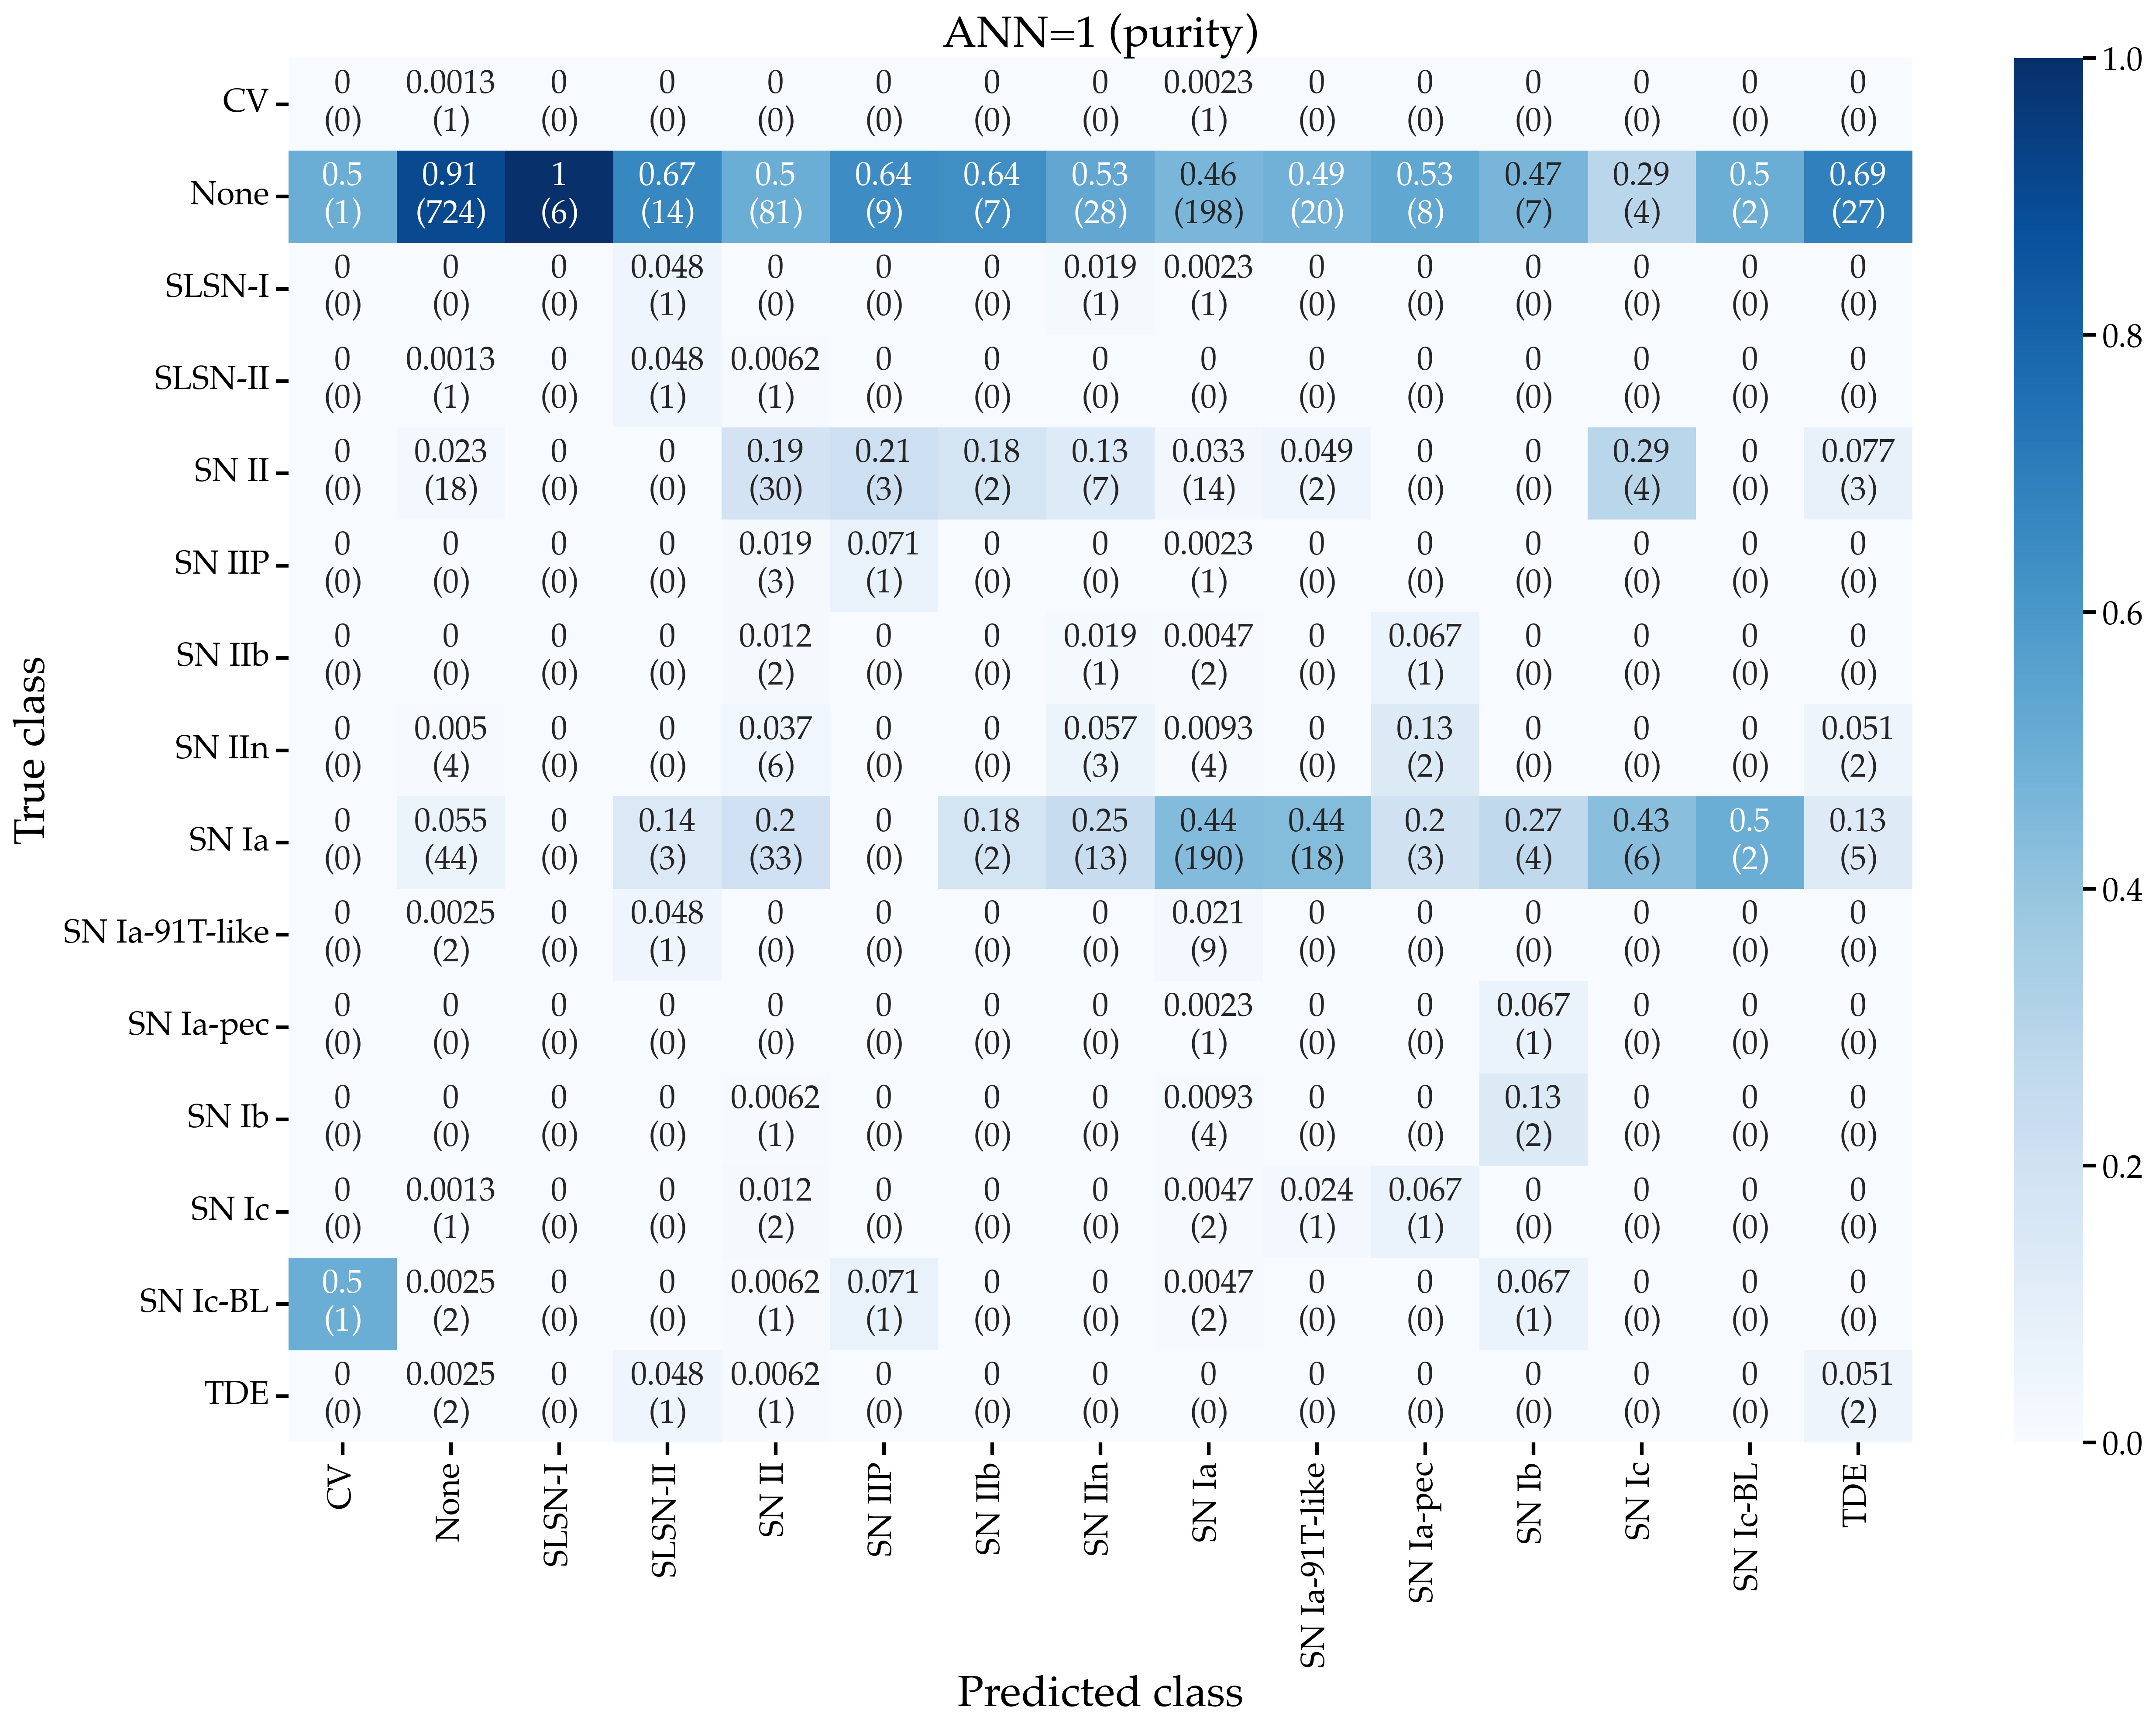 ANN=1 (purity)
CV 0 0.0013 0 0 0 0 0 0 0.0023 0 0 0 0 0 0
(0) (1) (0) (0) (0) (0) (0) (0) (1) (0) (0) (0) (0) (0) (0)
None 0.5 0.91 1 0.67 0.5 0.64 0.64 0.53 0.46 0.49 0.53 0.47 0.29 0.5 0.69
(1) (724) (6) (14) (81) (9) (7) (28) (198) (20) (8) (7) (4) (2) (27)
SLSN-I 0 0 0 0.048 0 0 0 0.019 0.0023 0 0 0 0 0 0
(0) (0) (0) (1) (0) (0) (0) (1) (1) (0) (0) (0) (0) (0) (0)
SLSN-II 0 0.0013 0 0.048 0.0062 0 0 0 0 0 0 0 0 0 0
(0) (1) (0) (1) (1) (0) (0) (0) (0) (0) (0) (0) (0) (0) (0)
SN II 0 0.023 0 0 0.19 0.21 0.18 0.13 0.033 0.049 0 0 0.29 0 0.077
(0) (18) (0) (0) (30) (3) (2) (7) (14) (2) (0) (0) (4) (0) (3)
SN IIP 0 0 0 0 0.019 0.071 0 0 0.0023 0 0 0 0 0 0
(0) (0) (0) (0) (3) (1) (0) (0) (1) (0) (0) (0) (0) (0) (0)
SN IIb 0 0 0 0 0.012 0 0 0.019 0.0047 0 0.067 0 0 0 0
(0) (0) (0) (0) (2) (0) (0) (1) (2) (0) (1) (0) (0) (0) (0)
SN IIn 0 0.005 0 0 0.037 0 0 0.057 0.0093 0 0.13 0 0 0 0.051
(0) (4) (0) (0) (6) (0) (0) (3) (4) (0) (2) (0) (0) (0) (2)
SN Ia 0 0.055 0 0.14 0.2 0 0.18 0.25 0.44 0.44 0.2 0.27 0.43 0.5 0.13
(0) (44) (0) (3) (33) (0) (2) (13) (190) (18) (3) (4) (6) (2) (5)
SN Ia-91T-like 0 0.0025 0 0.048 0 0 0 0 0.021 0 0 0 0 0 0
(0) (2) (0) (1) (0) (0) (0) (0) (9) (0) (0) (0) (0) (0) (0)
SN Ia-pec 0 0 0 0 0 0 0 0 0.0023 0 0 0.067 0 0 0
(0) (0) (0) (0) (0) (0) (0) (0) (1) (0) (0) (1) (0) (0) (0)
SN Ib 0 0 0 0 0.0062 0 0 0 0.0093 0 0 0.13 0 0 0
(0) (0) (0) (0) (1) (0) (0) (0) (4) (0) (0) (2) (0) (0) (0)
SN Ic 0 0.0013 0 0 0.012 0 0 0 0.0047 0.024 0.067 0 0 0 0
(0) (1) (0) (0) (2) (0) (0) (0) (2) (1) (1) (0) (0) (0) (0)
SN Ic-BL 0.5 0.0025 0 0 0.0062 0.071 0 0 0.0047 0 0 0.067 0 0 0
(1) (2) (0) (0) (1) (1) (0) (0) (2) (0) (0) (1) (0) (0) (0)
TDE 0 0.0025 0 0.048 0.0062 0 0 0 0 0 0 0 0 0 0.051
(0) (2) (0) (1) (1) (0) (0) (0) (0) (0) (0) (0) (0) (0) (2)
CV None SLSN-I SLSN-II SN II SN IIP SN IIb SN IIn SN Ia SN Ia-91T-like SN Ia-pec SN Ib SN Ic SN Ic-BL TDE
Predicted class
True class
1.0
0.8
0.6
0.4
0.2
0.0